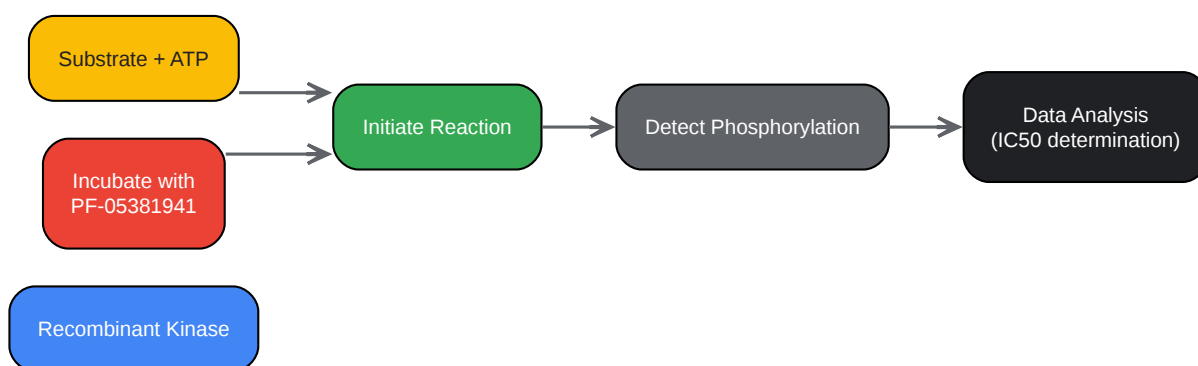 Substrate + ATP
Incubate with
PF-05381941
Recombinant Kinase
Initiate Reaction
Detect Phosphorylation
Data Analysis
(IC50 determination)